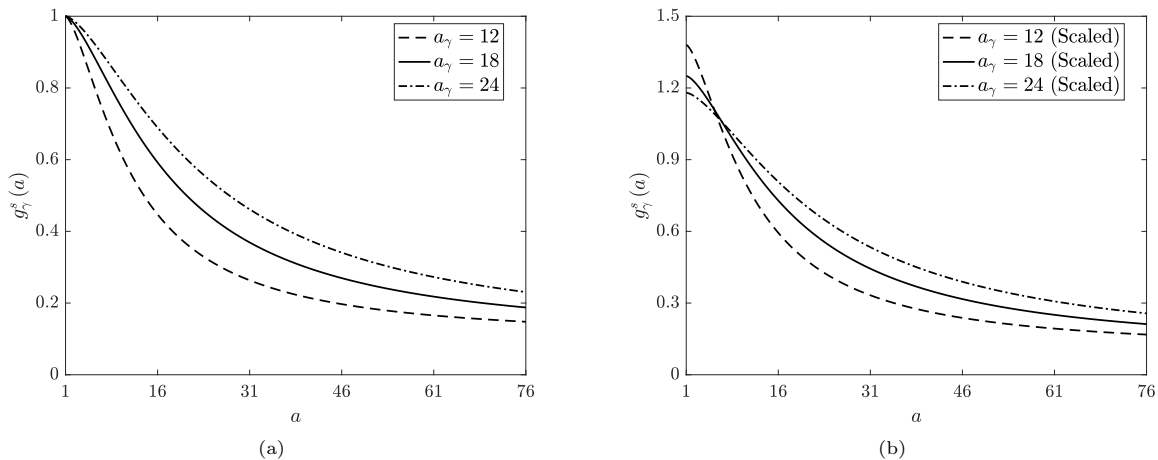 1
0.8
0.6
0.4
0.2
0
1
16
31
46
61
76
g_γ^s(a)
a
a_γ = 12
a_γ = 18
a_γ = 24
(a)
1.5
1.2
0.9
0.6
0.3
0
1
16
31
46
61
76
g_γ^s(a)
a
a_γ = 12 (Scaled)
a_γ = 18 (Scaled)
a_γ = 24 (Scaled)
(b)